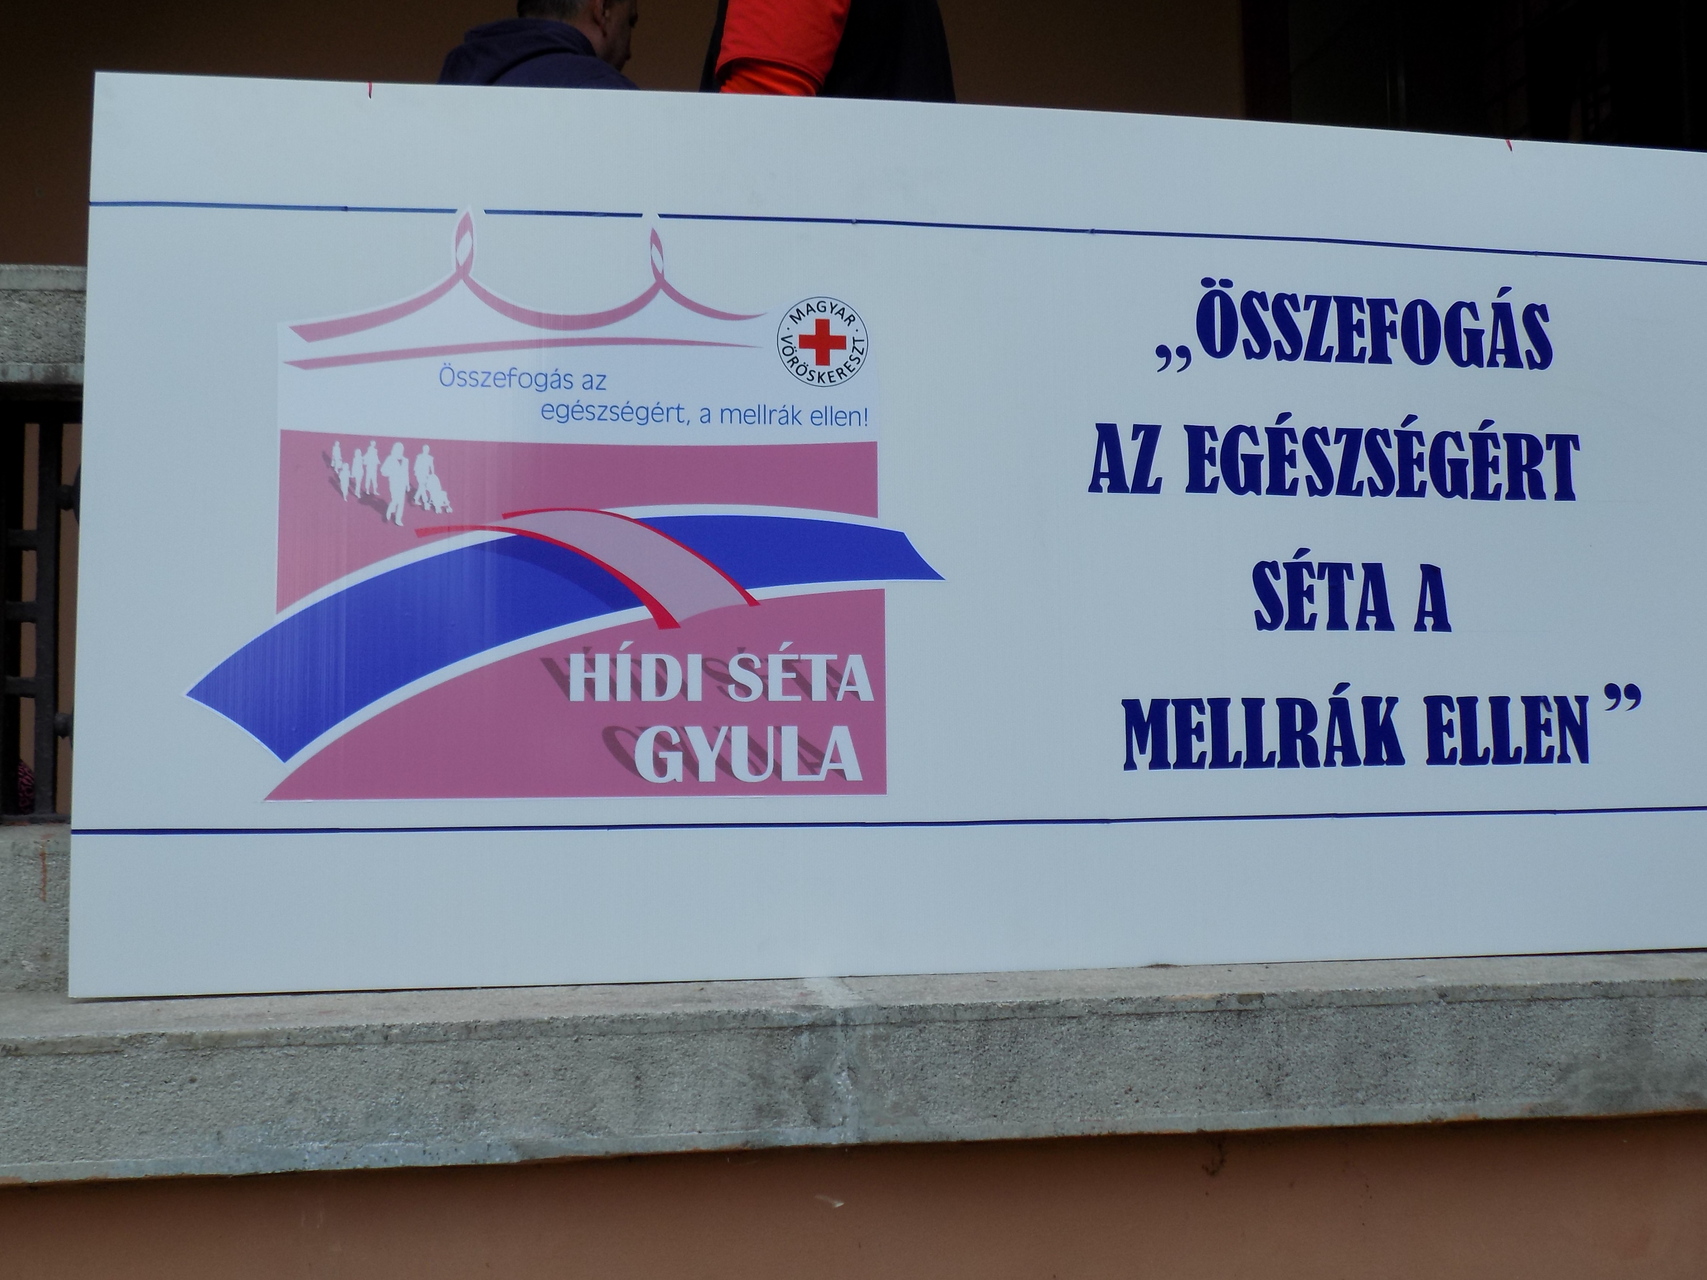 MAGYAR VÖRÖSKERESZT
Összefogás az
egészségért, a mellrák ellen!
HÍDI SÉTA
GYULA
„ÖSSZEFOGÁS
AZ EGÉSZSÉGÉRT
SÉTA A
MELLRÁK ELLEN”